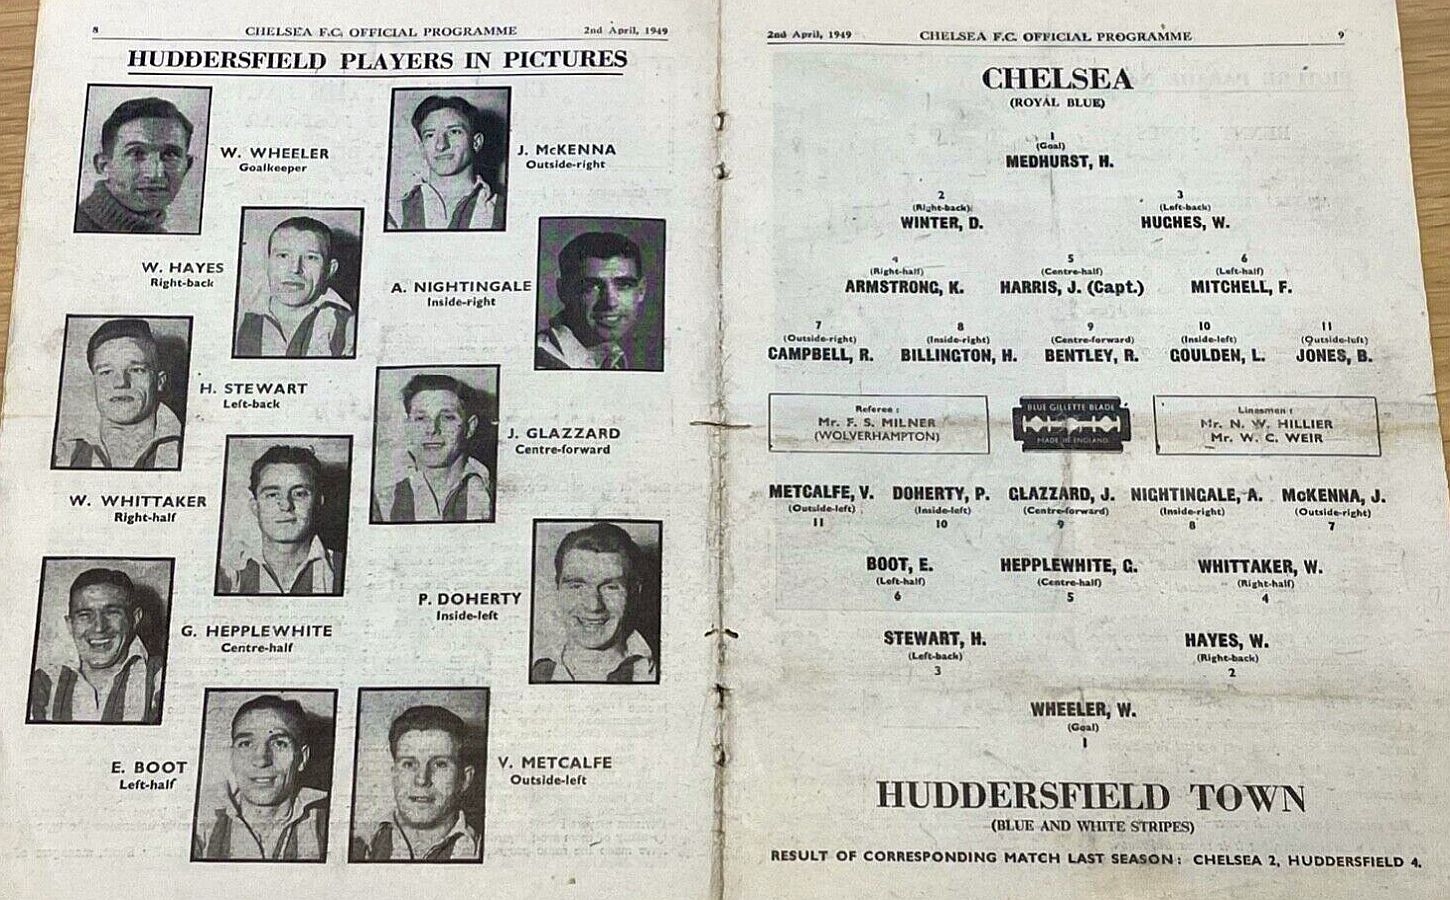 8 CHELSEA F.C. OFFICIAL PROGRAMME 2nd April, 1949
HUDDERSFIELD PLAYERS IN PICTURES
W. WHEELER
Goalkeeper
J. McKENNA
Outside-right
W. HAYES
Right-back
A. NIGHTINGALE
Inside-right
H. STEWART
Left-back
J. GLAZZARD
Centre-forward
W. WHITTAKER
Right-half
P. DOHERTY
Inside-left
G. HEPPLEWHITE
Centre-half
E. BOOT
Left-half
V. METCALFE
Outside-left
2nd April, 1949 CHELSEA F.C. OFFICIAL PROGRAMME 9
CHELSEA
(ROYAL BLUE)
1
(Goal)
MEDHURST, H.
2 3
(Right-back) (Left-back)
WINTER, D. HUGHES, W.
4 5 6
(Right-half) (Centre-half) (Left-half)
ARMSTRONG, K. HARRIS, J. (Capt.) MITCHELL, F.
7 8 9 10 11
(Outside-right) (Inside-right) (Centre-forward) (Inside-left) (Outside-left)
CAMPBELL, R. BILLINGTON, H. BENTLEY, R. GOULDEN, L. JONES, B.
Referee :
Mr. F. S. MILNER
(WOLVERHAMPTON)
BLUE GILLETTE BLADE
MADE IN ENGLAND
Linesmen :
Mr. N. W. HILLIER
Mr. W. C. WEIR
METCALFE, V. DOHERTY, P. GLAZZARD, J. NIGHTINGALE, A. McKENNA, J.
(Outside-left) (Inside-left) (Centre-forward) (Inside-right) (Outside-right)
11 10 9 8 7
BOOT, E. HEPPLEWHITE, G. WHITTAKER, W.
(Left-half) (Centre-half) (Right-half)
6 5 4
STEWART, H. HAYES, W.
(Left-back) (Right-back)
3 2
WHEELER, W.
(Goal)
1
HUDDERSFIELD TOWN
(BLUE AND WHITE STRIPES)
RESULT OF CORRESPONDING MATCH LAST SEASON : CHELSEA 2, HUDDERSFIELD 4.